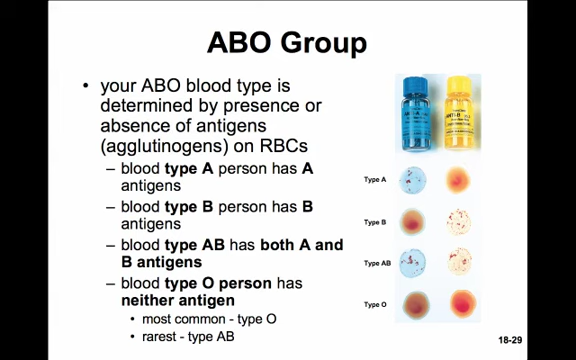 ABO Group
• your ABO blood type is
determined by presence or
absence of antigens
(agglutinogens) on RBCs
– blood type A person has A
antigens
– blood type B person has B
antigens
– blood type AB has both A and
B antigens
– blood type O person has
neither antigen
• most common - type O
• rarest - type AB
ANTI-A
ANTI-B
Type A
Type B
Type AB
Type O
18-29